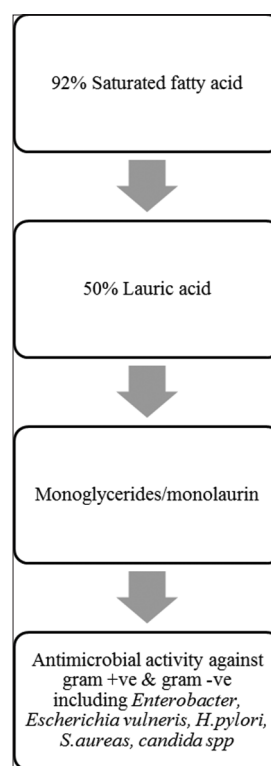 92% Saturated fatty acid
50% Lauric acid
Monoglycerides/monolaurin
Antimicrobial activity against
gram +ve & gram -ve
including Enterobacter,
Escherichia vulneris, H.pylori,
S.aureas, candida spp